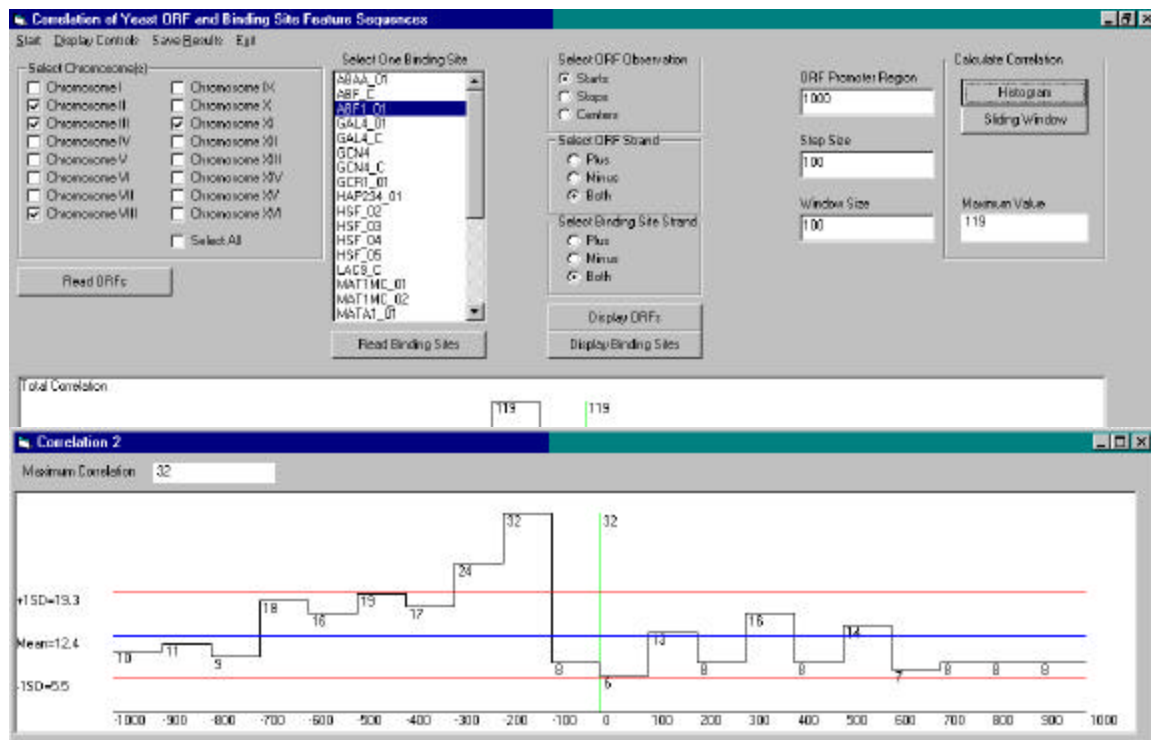 Correlation of Yeast ORF and Binding Site Feature Sequences
Start Display Controls Save Results Exit
Select Chromosome(s)
Chromosome I
Chromosome II
Chromosome III
Chromosome IV
Chromosome V
Chromosome VI
Chromosome VII
Chromosome VIII
Chromosome IX
Chromosome X
Chromosome XI
Chromosome XII
Chromosome XIII
Chromosome XIV
Chromosome XV
Chromosome XVI
Select All
Read ORFs
Select One Binding Site
ABAA_01
ABF_C
ABF1_01
GAL4_01
GAL4_C
GCN4
GCN4_C
GCR1_01
HAP234_01
HSF_02
HSF_03
HSF_04
HSF_05
LAC9_C
MAT1MC_01
MAT1MC_02
MATA1_01
Read Binding Sites
Select ORF Observation
Starts
Stops
Centers
Select ORF Strand
Plus
Minus
Both
Select Binding Site Strand
Plus
Minus
Both
Display ORFs
Display Binding Sites
ORF Promoter Region
1000
Step Size
100
Window Size
100
Calculate Correlation
Histogram
Sliding Window
Maximum Value
119
Total Correlation
119 119
Correlation 2
Maximum Correlation 32
32 32
24
+1SD=19.3
18 16 19 17 16
Mean=12.4
10 11 9 8 6 13 8 8 14 7 8 8 8
-1SD=5.5
-1000 -900 -800 -700 -600 -500 -400 -300 -200 -100 0 100 200 300 400 500 600 700 800 900 1000